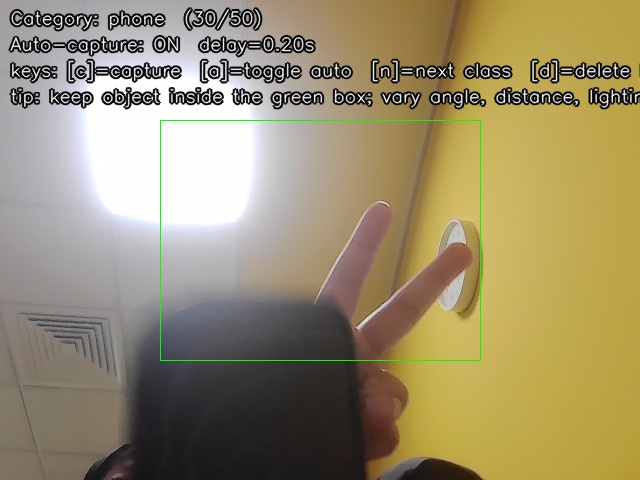 Category: phone (30/50)
Auto-capture: ON delay=0.20s
keys: [c]=capture [a]=toggle auto [n]=next class [d]=delete
tip: keep object inside the green box; vary angle, distance, lightin